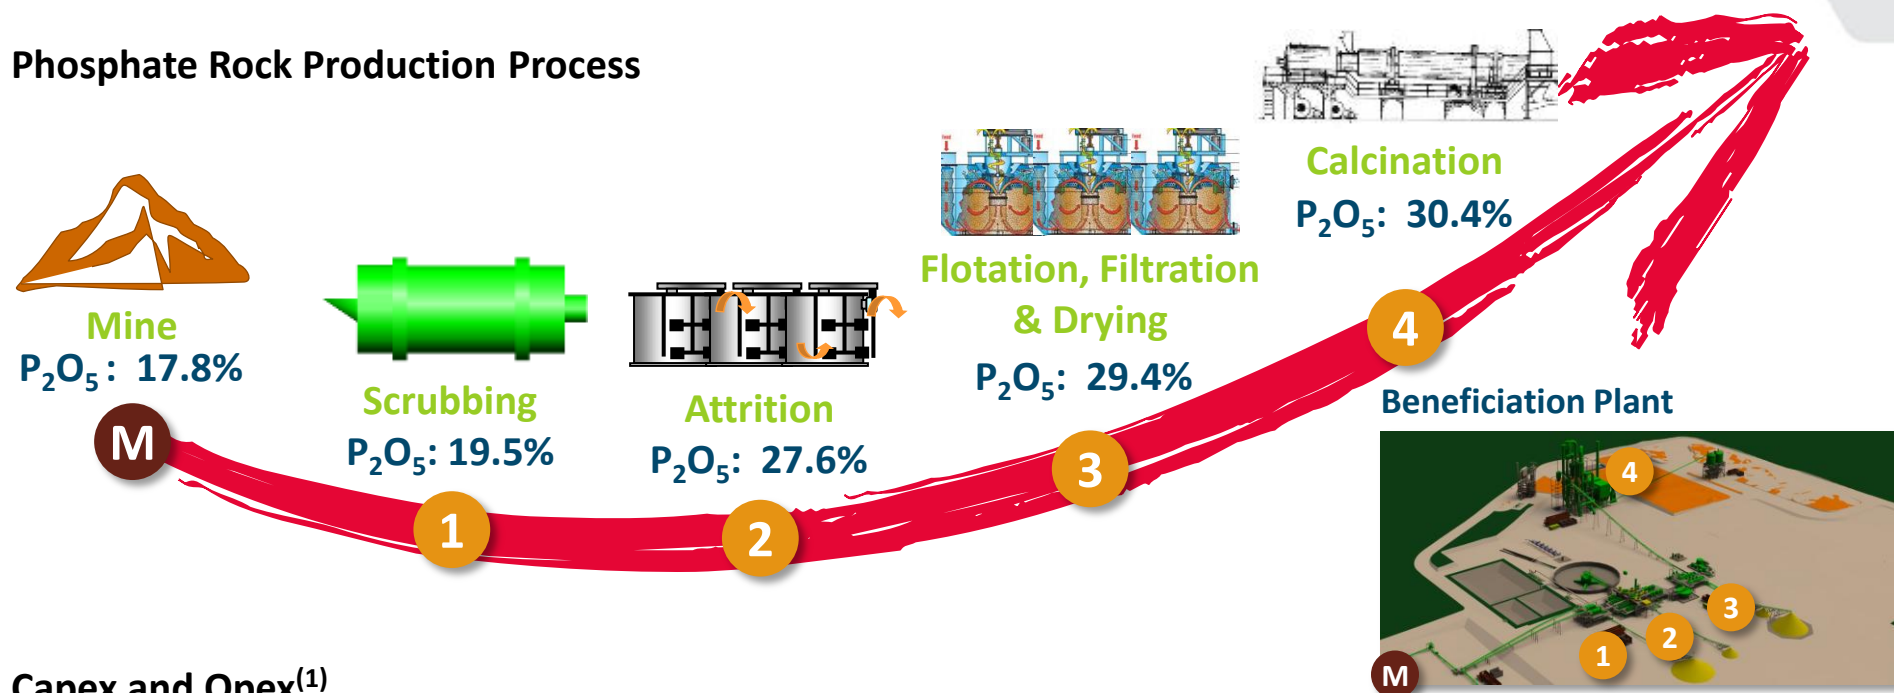 Phosphate Rock Production Process
Mine
P₂O₅ : 17.8%
M
Scrubbing
P₂O₅: 19.5%
1
Attrition
P₂O₅: 27.6%
2
Flotation, Filtration
& Drying
P₂O₅: 29.4%
3
Calcination
P₂O₅: 30.4%
4
Beneficiation Plant
4
3
2
1
M
Capex and Opex⁽¹⁾